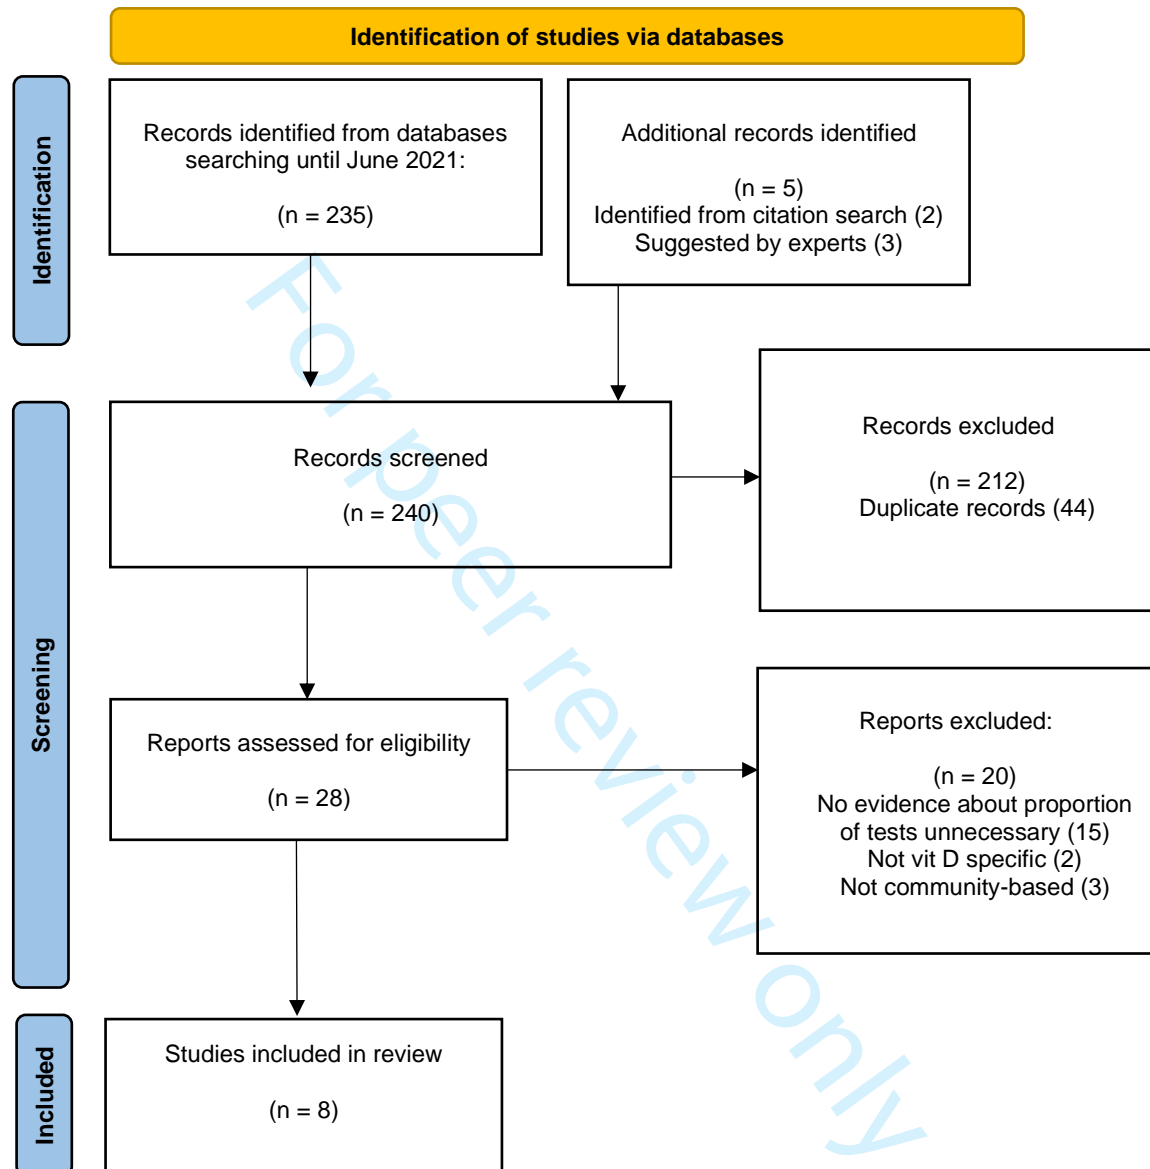 Identification of studies via databases
Identification
Records identified from databases
searching until June 2021:
(n = 235)
Additional records identified
(n = 5)
Identified from citation search (2)
Suggested by experts (3)
Screening
Records screened
(n = 240)
Records excluded
(n = 212)
Duplicate records (44)
Reports assessed for eligibility
(n = 28)
Reports excluded:
(n = 20)
No evidence about proportion
of tests unnecessary (15)
Not vit D specific (2)
Not community-based (3)
Included
Studies included in review
(n = 8)
For peer review only